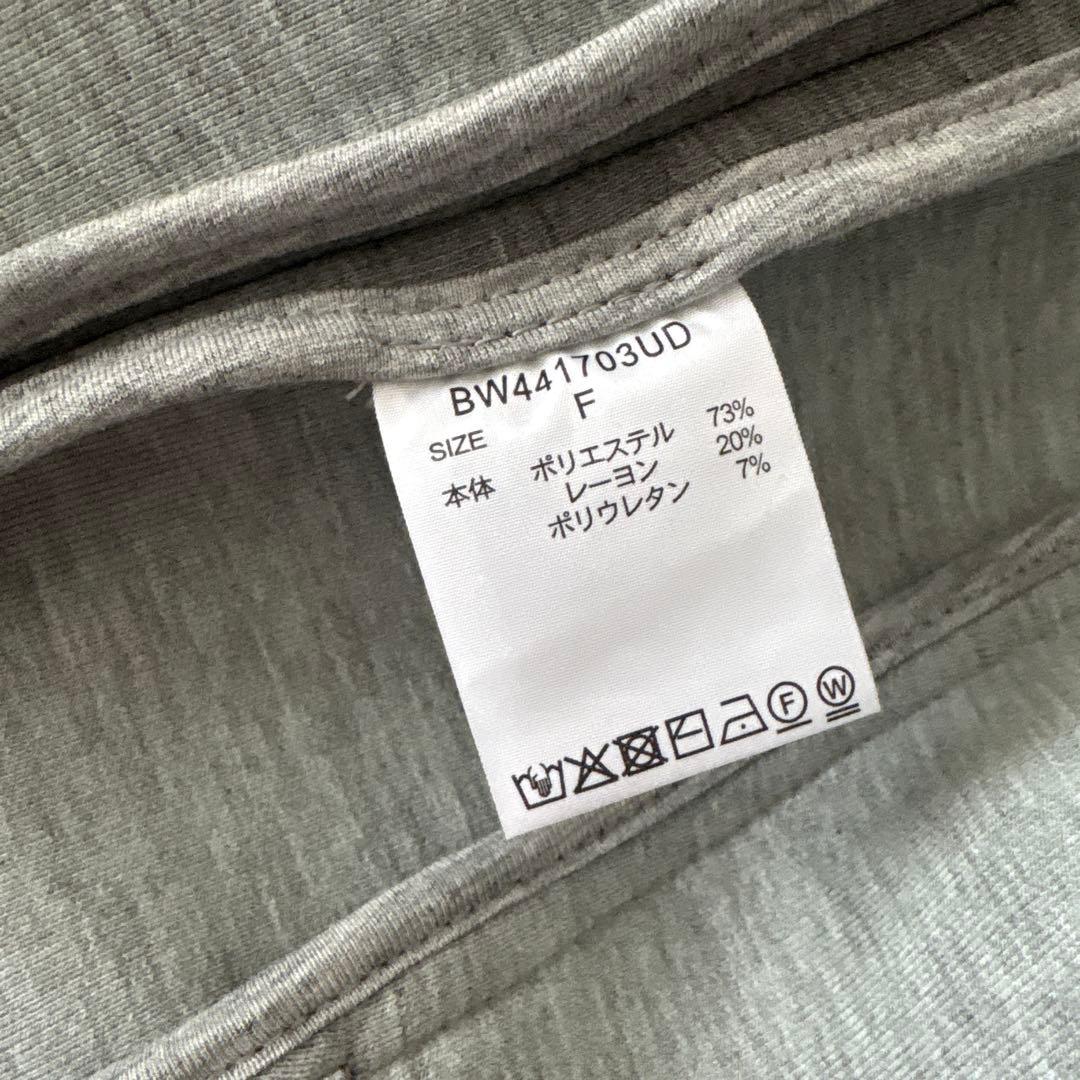 BW441703UD
SIZE F
本体 ポリエステル 73%
レーヨン 20%
ポリウレタン 7%
F W